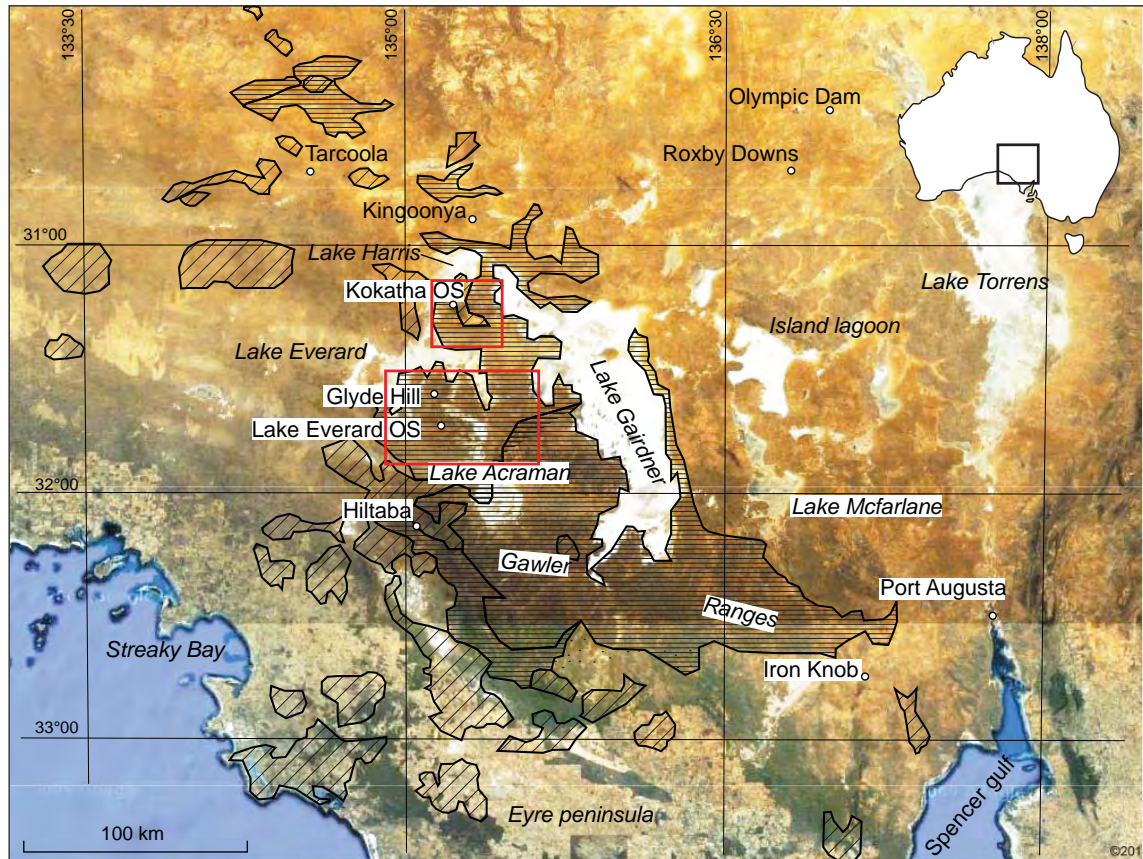 133°30
135°00
136°30
138°00
Olympic Dam
Tarcoola
Roxby Downs
Kingoonya
31°00
Lake Harris
Lake Torrens
Kokatha OS
Island lagoon
Lake Everard
Glyde Hill
Lake Gairdner
Lake Everard OS
Lake Acraman
32°00
Hiltaba
Lake Mcfarlane
Gawler
Ranges
Port Augusta
Streaky Bay
Iron Knob
33°00
Eyre peninsula
Spencer gulf
100 km
©201